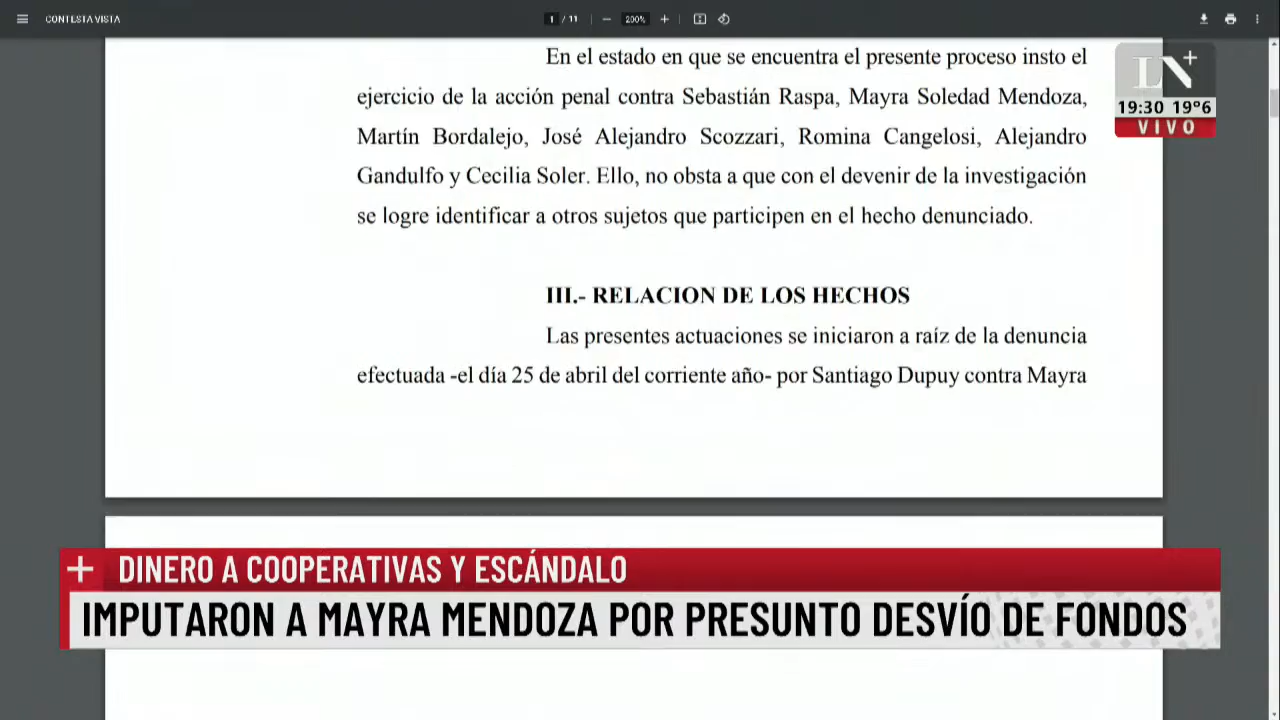 CONTESTA VISTA
1 / 11
200%
En el estado en que se encuentra el presente proceso insto el
ejercicio de la acción penal contra Sebastián Raspa, Mayra Soledad Mendoza,
Martín Bordalejo, José Alejandro Scozzari, Romina Cangelosi, Alejandro
Gandulfo y Cecilia Soler. Ello, no obsta a que con el devenir de la investigación
se logre identificar a otros sujetos que participen en el hecho denunciado.
LN+
19:30 19º6
VIVO
III.- RELACION DE LOS HECHOS
Las presentes actuaciones se iniciaron a raíz de la denuncia
efectuada -el día 25 de abril del corriente año- por Santiago Dupuy contra Mayra
+ DINERO A COOPERATIVAS Y ESCÁNDALO
IMPUTARON A MAYRA MENDOZA POR PRESUNTO DESVÍO DE FONDOS